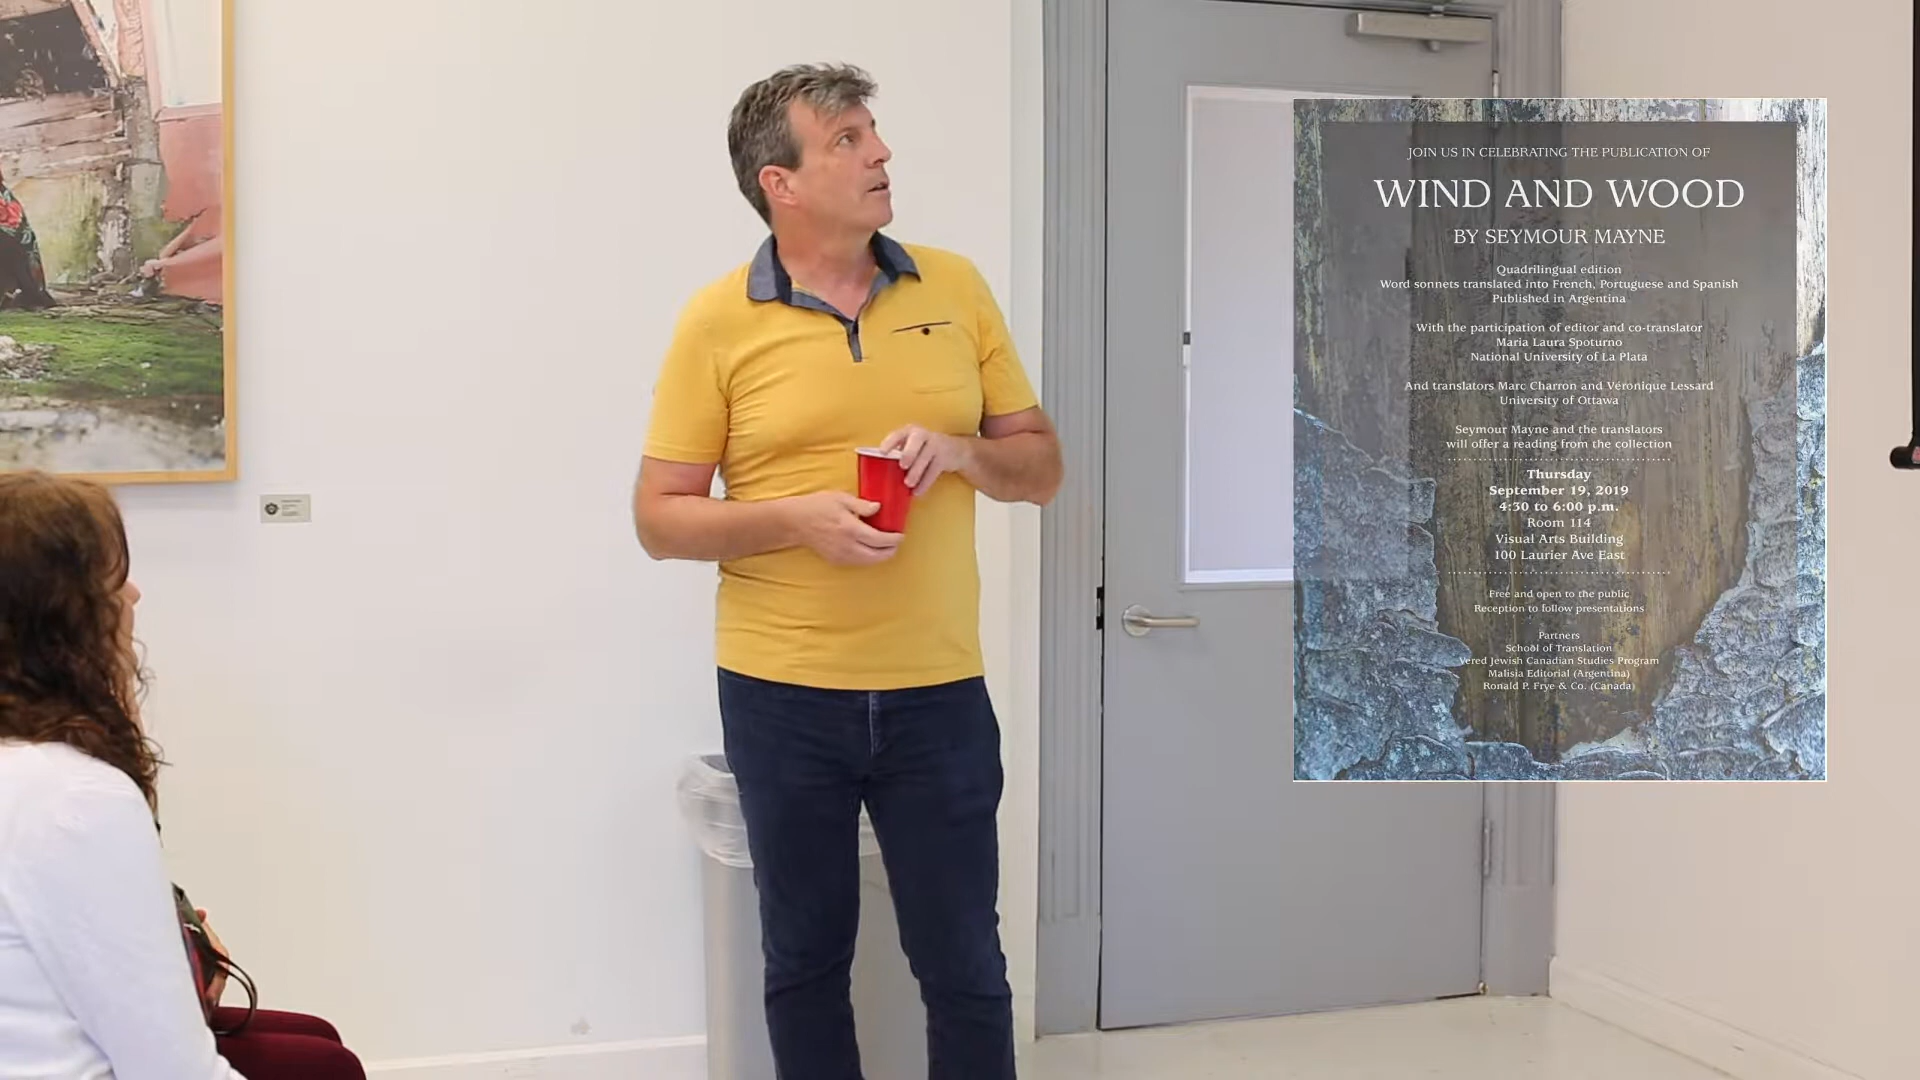 JOIN US IN CELEBRATING THE PUBLICATION OF
WIND AND WOOD
BY SEYMOUR MAYNE
Quadrilingual edition
Word sonnets translated into French, Portuguese and Spanish
Published in Argentina
With the participation of editor and co-translator
Maria Laura Spoturno
National University of La Plata
And translators Marc Charron and Véronique Lessard
University of Ottawa
Seymour Mayne and the translators
will offer a reading from the collection
Thursday
September 19, 2019
4:30 to 6:00 p.m.
Room 114
Visual Arts Building
100 Laurier Ave East
Free and open to the public
Reception to follow presentations
Partners
School of Translation
Vered Jewish Canadian Studies Program
Malisia Editorial (Argentina)
Ronald P. Frye & Co. (Canada)